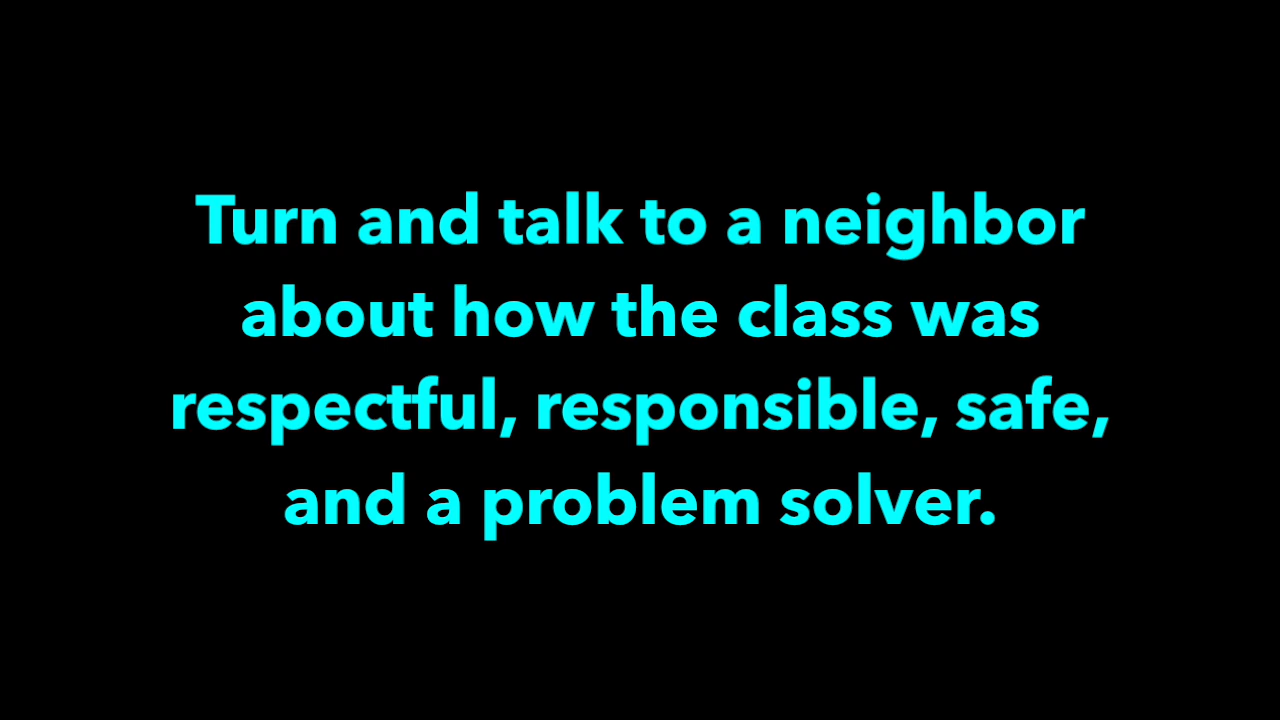 Turn and talk to a neighbor
about how the class was
respectful, responsible, safe,
and a problem solver.